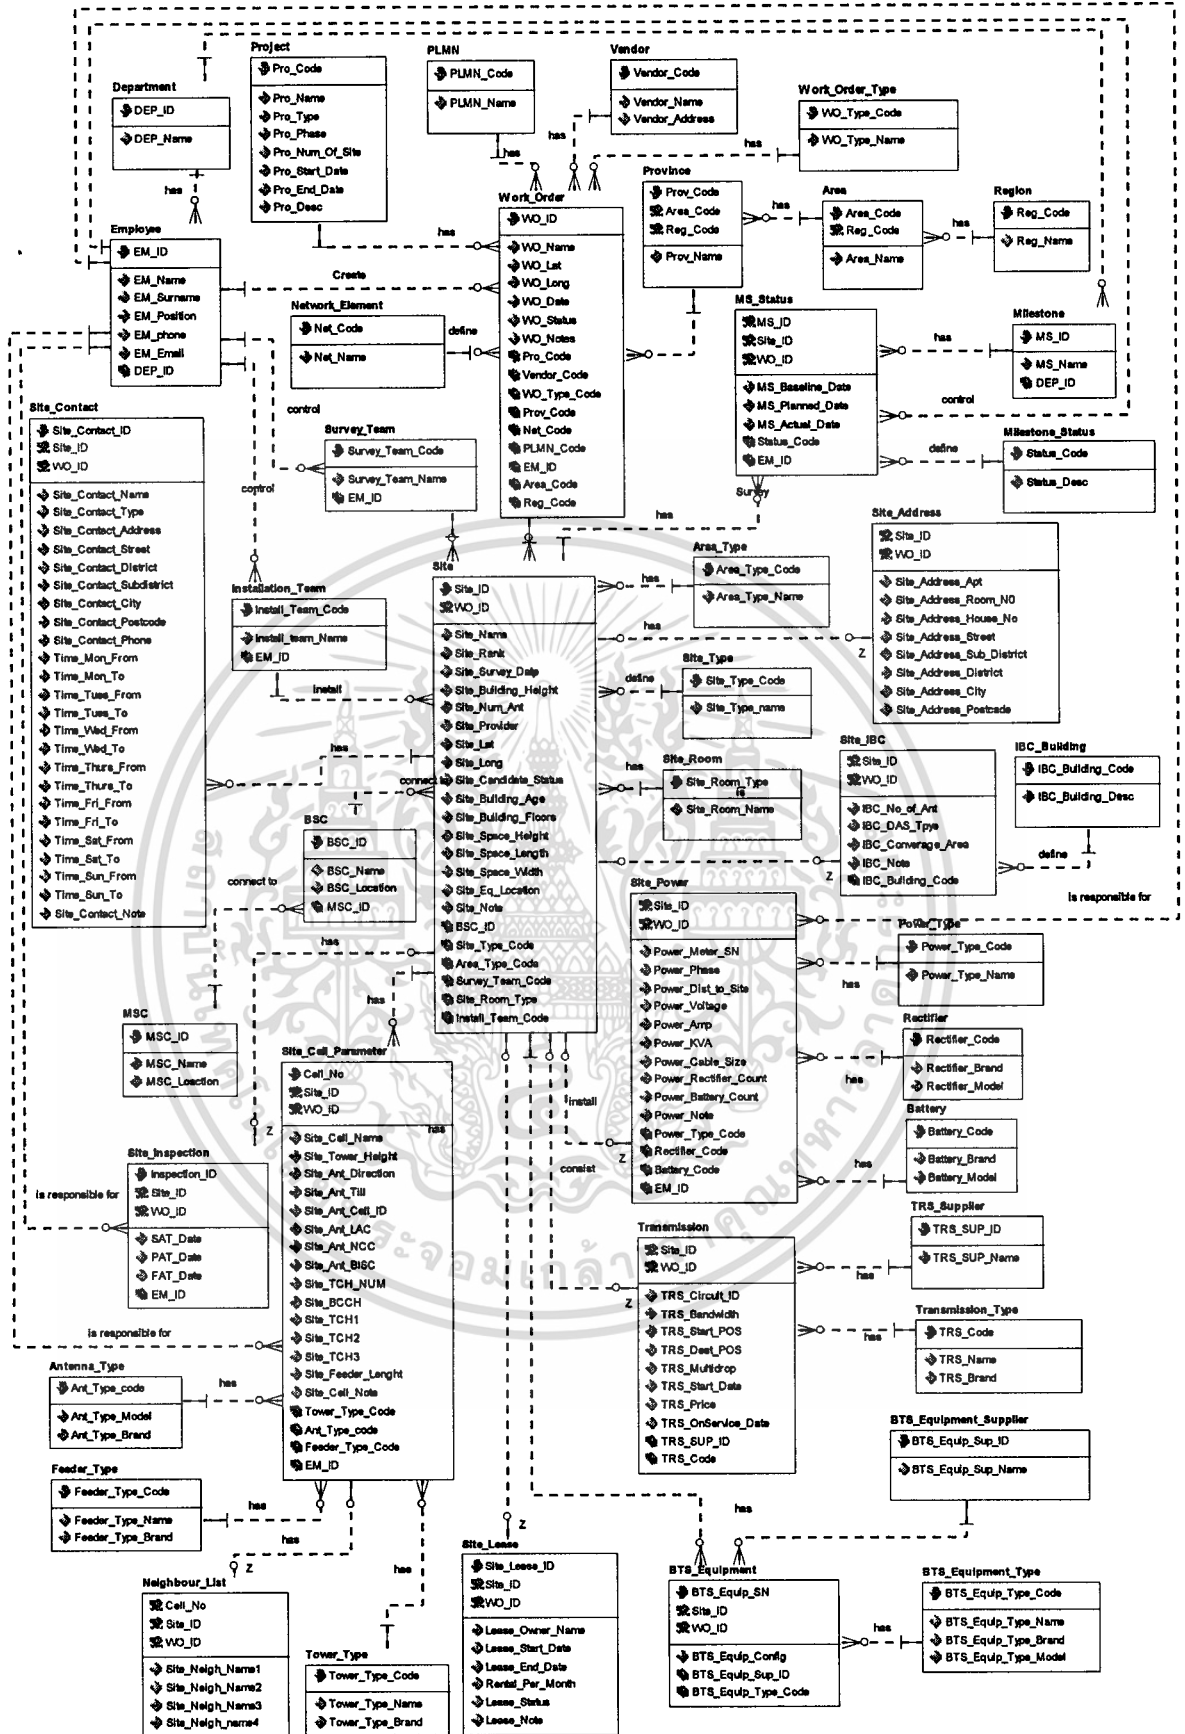 Project
Pro_Code
Pro_Name
Pro_Type
Pro_Phase
Pro_Num_Of_Site
Pro_Start_Date
Pro_End_Date
Pro_Desc
PLMN
PLMN_Code
PLMN_Name
Vendor
Vendor_Code
Vendor_Name
Vendor_Address
Department
DEP_ID
DEP_Name
Work_Order_Type
WO_Type_Code
WO_Type_Name
has
has
has
has
Province
Prov_Code
Area_Code
Reg_Code
Prov_Name
has
Area
Area_Code
Reg_Code
Area_Name
has
Region
Reg_Code
Reg_Name
Work_Order
WO_ID
WO_Name
WO_Lat
WO_Long
WO_Date
WO_Status
WO_Notes
Pro_Code
Vendor_Code
WO_Type_Code
Prov_Code
Net_Code
PLMN_Code
EM_ID
Area_Code
Reg_Code
has
Create
Employee
EM_ID
EM_Name
EM_Surname
EM_Position
EM_phone
EM_Email
DEP_ID
Network_Element
Net_Code
Net_Name
define
MS_Status
MS_ID
Site_ID
WO_ID
MS_Baseline_Date
MS_Planned_Date
MS_Actual_Date
Status_Code
EM_ID
has
Milestone
MS_ID
MS_Name
DEP_ID
control
Milestone_Status
Status_Code
Status_Desc
define
Survey
has
Site_Contact
Site_Contact_ID
Site_ID
WO_ID
Site_Contact_Name
Site_Contact_Type
Site_Contact_Address
Site_Contact_Street
Site_Contact_District
Site_Contact_Subdistrict
Site_Contact_City
Site_Contact_Postcode
Site_Contact_Phone
Time_Mon_From
Time_Mon_To
Time_Tues_From
Time_Tues_To
Time_Wed_From
Time_Wed_To
Time_Thurs_From
Time_Thurs_To
Time_Fri_From
Time_Fri_To
Time_Sat_From
Time_Sat_To
Time_Sun_From
Time_Sun_To
Site_Contact_Note
control
Survey_Team
Survey_Team_Code
Survey_Team_Name
EM_ID
control
Installation_Team
Install_Team_Code
Install_team_Name
EM_ID
install
Site
Site_ID
WO_ID
Site_Name
Site_Rank
Site_Survey_Datp
Site_Building_Height
Site_Num_Ant
Site_Provider
Site_Lat
Site_Long
Site_Candidate_Status
Site_Building_Age
Site_Building_Floors
Site_Space_Height
Site_Space_Length
Site_Space_Width
Site_Eq_Location
Site_Note
BSC_ID
Site_Type_Code
Area_Type_Code
Survey_Team_Code
Site_Room_Type
Install_Team_Code
has
Area_Type
Area_Type_Code
Area_Type_Name
has
Site_Address
Site_ID
WO_ID
Site_Address_Apt
Site_Address_Room_N0
Site_Address_House_No
Site_Address_Street
Site_Address_Sub_District
Site_Address_District
Site_Address_City
Site_Address_Postcade
Z
define
Site_Type
Site_Type_Code
Site_Type_name
has
Site_Room
Site_Room_Type
is
Site_Room_Name
Site_IBC
Site_ID
WO_ID
IBC_No_of_Ant
IBC_DAS_Tpye
IBC_Converage_Area
IBC_Note
IBC_Building_Code
Z
IBC_Building
IBC_Building_Code
IBC_Building_Desc
define
is responsible for
has
connect to
BSC
BSC_ID
BSC_Name
BSC_Location
MSC_ID
connect to
has
MSC
MSC_ID
MSC_Name
MSC_Loaction
Site_Power
Site_ID
WO_ID
Power_Meter_SN
Power_Phase
Power_Dist_to_Site
Power_Voltage
Power_Amp
Power_KVA
Power_Cable_Size
Power_Rectifier_Count
Power_Battery_Count
Power_Note
Power_Type_Code
Rectifier_Code
Battery_Code
EM_ID
Power_Type
Power_Type_Code
Power_Type_Name
has
Rectifier
Rectifier_Code
Rectifier_Brand
Rectifier_Model
has
Battery
Battery_Code
Battery_Brand
Battery_Model
has
install
Z
consist
has
Site_Cell_Parameter
Cell_No
Site_ID
WO_ID
has
Site_Cell_Name
Site_Tower_Height
Site_Ant_Direction
Site_Ant_Till
Site_Ant_Cell_ID
Site_Ant_LAC
Site_Ant_NCC
Site_Ant_BISC
Site_TCH_NUM
Site_BCCH
Site_TCH1
Site_TCH2
Site_TCH3
Site_Feeder_Lenght
Site_Cell_Note
Tower_Type_Code
Ant_Type_code
Feeder_Type_Code
EM_ID
Z
Site_Inspection
Inspection_ID
Site_ID
WO_ID
SAT_Date
PAT_Date
FAT_Date
EM_ID
is responsible for
is responsible for
Transmission
Site_ID
WO_ID
TRS_Circuit_ID
TRS_Bandwidth
TRS_Start_POS
TRS_Dest_POS
TRS_Multidrop
TRS_Start_Data
TRS_Price
TRS_OnService_Date
TRS_SUP_ID
TRS_Code
Z
TRS_Supplier
TRS_SUP_ID
TRS_SUP_Name
has
Transmission_Type
TRS_Code
TRS_Name
TRS_Brand
has
Antenna_Type
Ant_Type_code
Ant_Type_Model
Ant_Type_Brand
has
Feeder_Type
Feeder_Type_Code
Feeder_Type_Name
Feeder_Type_Brand
has
has
Z
Neighbour_List
Cell_No
Site_ID
WO_ID
Site_Neigh_Name1
Site_Neigh_Name2
Site_Neigh_Name3
Site_Neigh_name4
has
Tower_Type
Tower_Type_Code
Tower_Type_Name
Tower_Type_Brand
Z
Site_Lease
Site_Lease_ID
Site_ID
WO_ID
Lease_Owner_Name
Lease_Start_Date
Lease_End_Date
Rental_Per_Month
Lease_Status
Lease_Note
BTS_Equipment_Supplier
BTS_Equip_Sup_ID
BTS_Equip_Sup_Name
has
has
BTS_Equipment
BTS_Equip_SN
Site_ID
WO_ID
BTS_Equip_Config
BTS_Equip_Sup_ID
BTS_Equip_Type_Code
has
BTS_Equipment_Type
BTS_Equip_Type_Code
BTS_Equip_Type_Name
BTS_Equip_Type_Brand
BTS_Equip_Type_Model